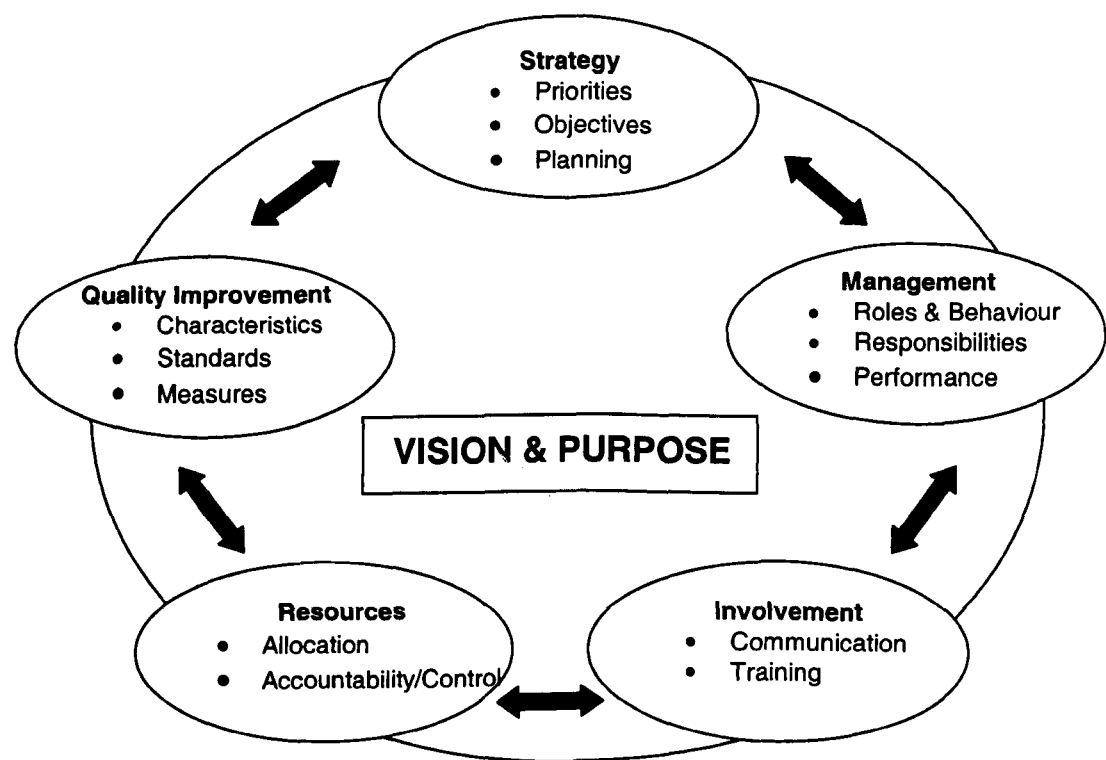 Strategy
• Priorities
• Objectives
• Planning
Quality Improvement
• Characteristics
• Standards
• Measures
Management
• Roles & Behaviour
• Responsibilities
• Performance
VISION & PURPOSE
Resources
• Allocation
• Accountability/Control
Involvement
• Communication
• Training